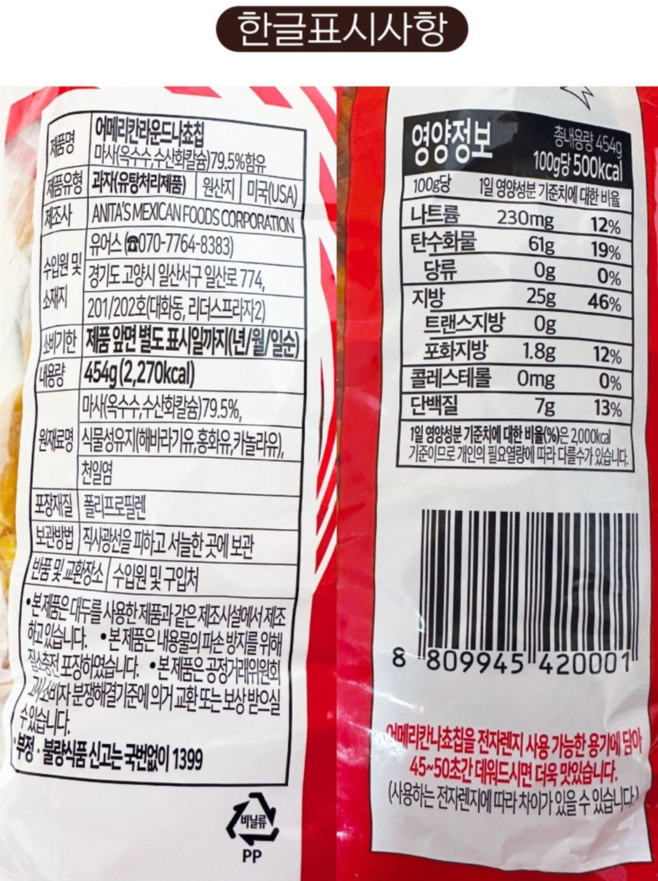 한글표시사항
제품명 어메리칸라운드나쵸칩
마사(옥수수,수산화칼슘)79.5%함유
제품유형 과자(유탕처리제품) 원산지 미국(USA)
제조사 ANITA'S MEXICAN FOODS CORPORATION
수입원 및 소재지 유어스(☎070-7764-8383)
경기도 고양시 일산서구 일산로 774,
201/202호(대화동, 리더스프라자2)
소비기한 제품 앞면 별도 표시일까지(년/월/일순)
내용량 454g(2,270kcal)
원재료명 마사(옥수수,수산화칼슘)79.5%,
식물성유지(해바라기유,홍화유,카놀라유),
천일염
포장재질 폴리프로필렌
보관방법 직사광선을 피하고 서늘한 곳에 보관
반품 및 교환장소 수입원 및 구입처
•본 제품은 대두를 사용한 제품과 같은 제조시설에서 제조
하고 있습니다. •본 제품은 내용물의 파손 방지를 위해
질소충전 포장하였습니다. •본 제품은 공정거래위원회
고시 소비자 분쟁해결기준에 의거 교환 또는 보상 받으실
수 있습니다.
•부정·불량식품 신고는 국번없이 1399
비닐류
PP
영양정보 총내용량 454g
100g당 500kcal
100g당 1일 영양성분 기준치에 대한 비율
나트륨 230mg 12%
탄수화물 61g 19%
당류 0g 0%
지방 25g 46%
트랜스지방 0g
포화지방 1.8g 12%
콜레스테롤 0mg 0%
단백질 7g 13%
1일 영양성분 기준치에 대한 비율(%)은 2,000kcal
기준이므로 개인의 필요열량에 따라 다를수가 있습니다.
8 809945 420001
어메리칸나쵸칩을 전자렌지 사용 가능한 용기에 담아
45~50초간 데워드시면 더욱 맛있습니다.
(사용하는 전자렌지에 따라 차이가 있을 수 있습니다.)